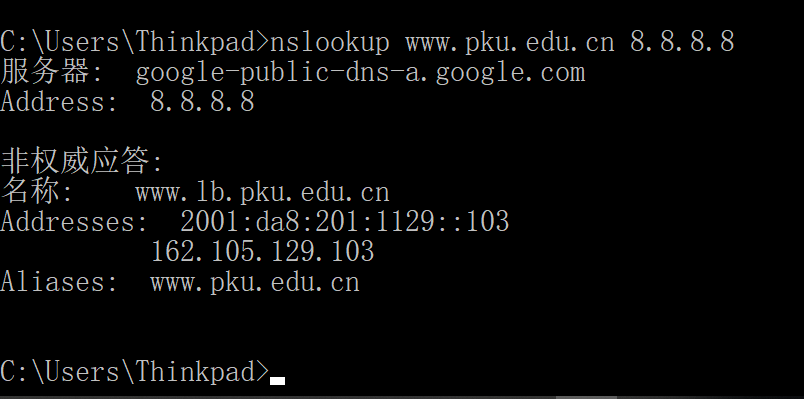 C:\Users\Thinkpad>nslookup www.pku.edu.cn 8.8.8.8
服务器:  google-public-dns-a.google.com
Address:  8.8.8.8
非权威应答:
名称:    www.lb.pku.edu.cn
Addresses:  2001:da8:201:1129::103
162.105.129.103
Aliases:  www.pku.edu.cn
C:\Users\Thinkpad>